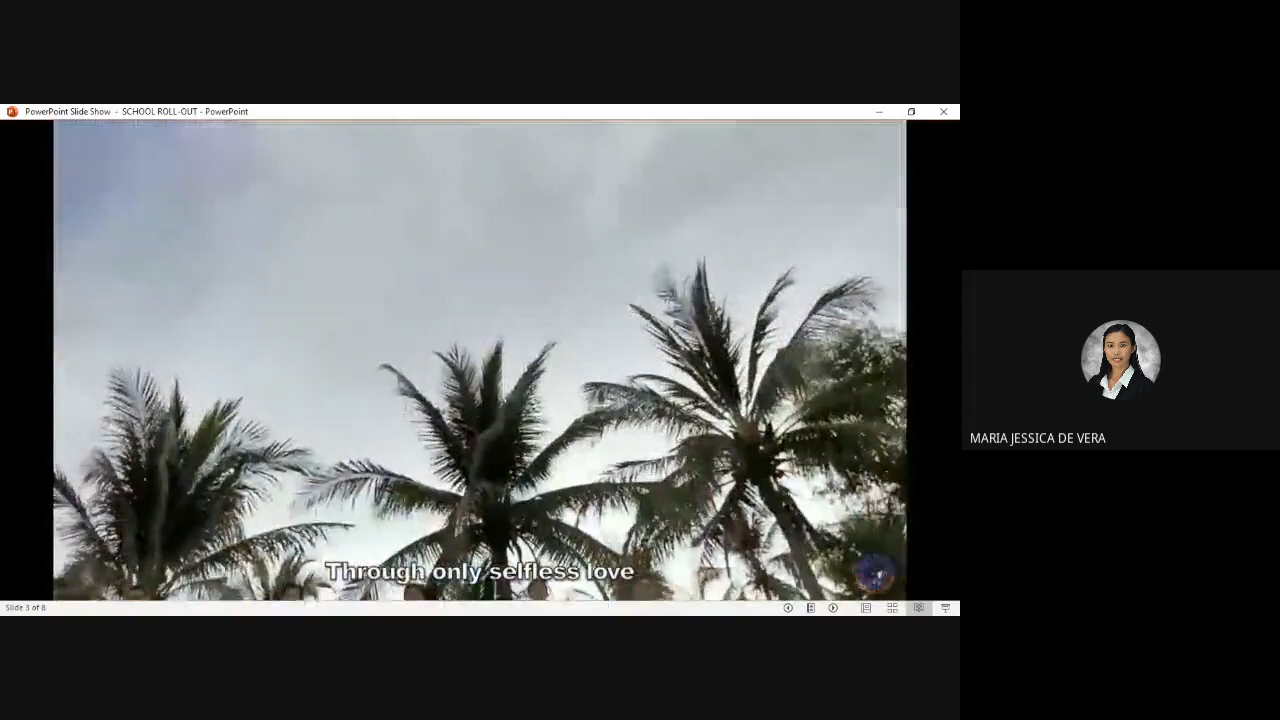 PowerPoint Slide Show - SCHOOL ROLL-OUT - PowerPoint
Through only selfless love
MARIA JESSICA DE VERA
Slide 3 of 8